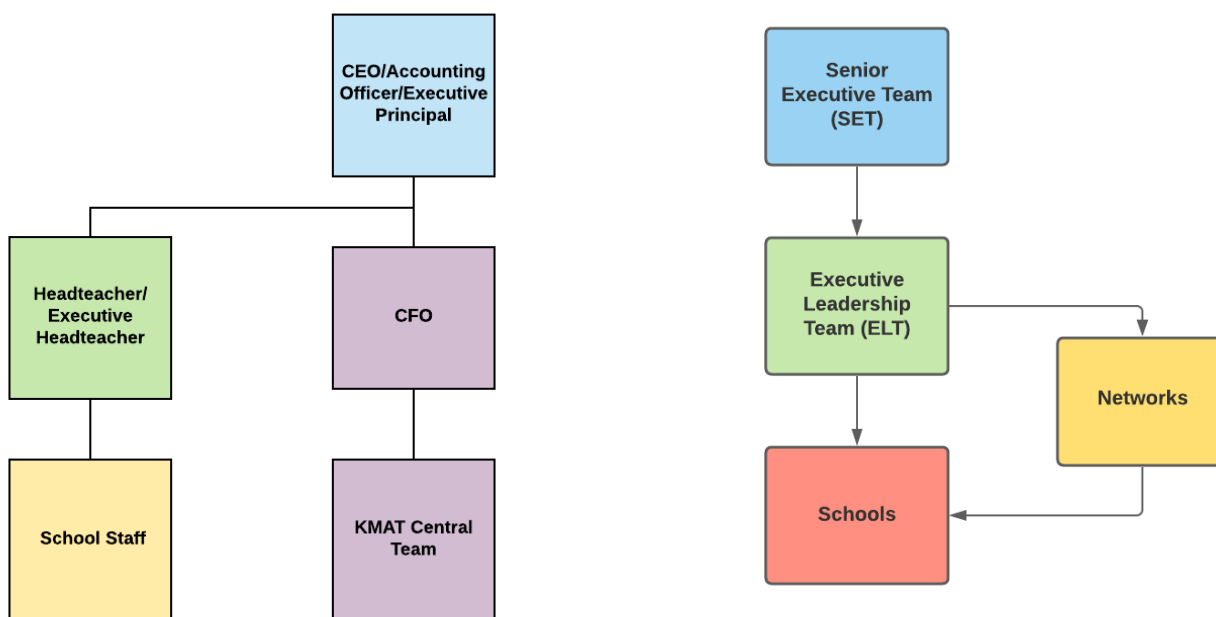 CEO/Accounting
Officer/Executive
Principal
Headteacher/
Executive
Headteacher
CFO
School Staff
KMAT Central
Team
Senior
Executive Team
(SET)
Executive
Leadership
Team (ELT)
Networks
Schools